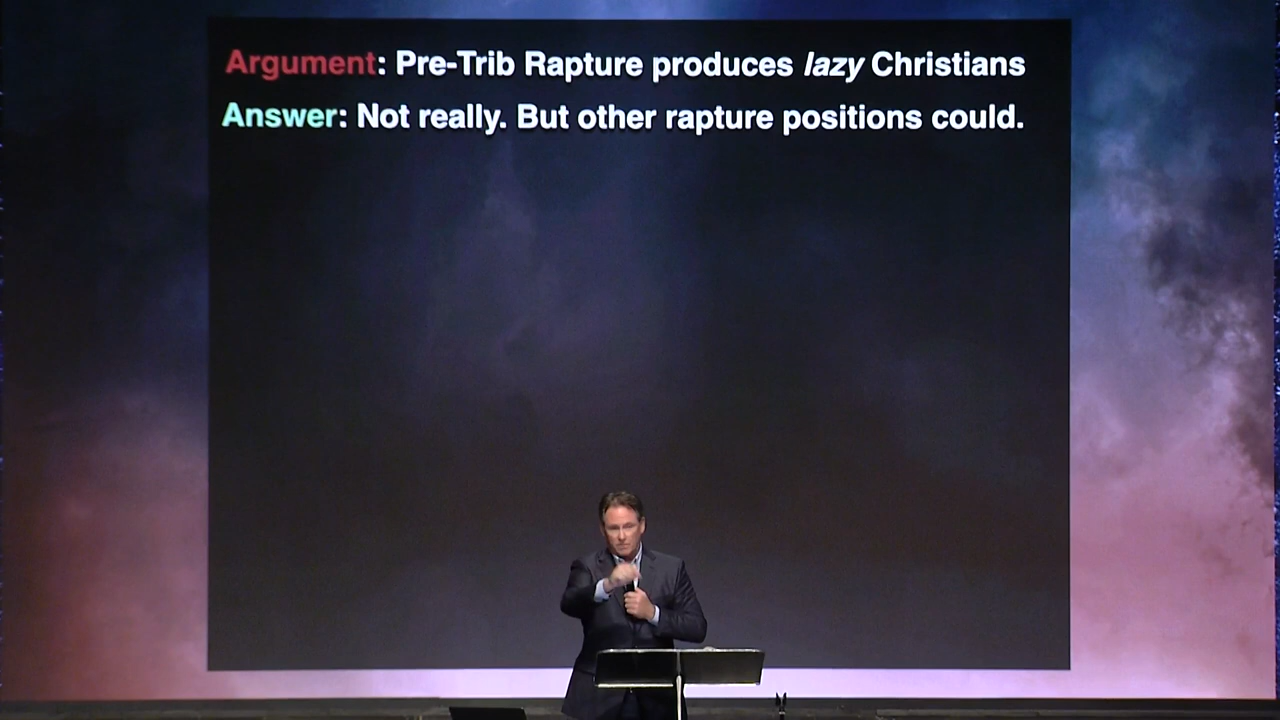 Argument: Pre-Trib Rapture produces lazy Christians
Answer: Not really. But other rapture positions could.